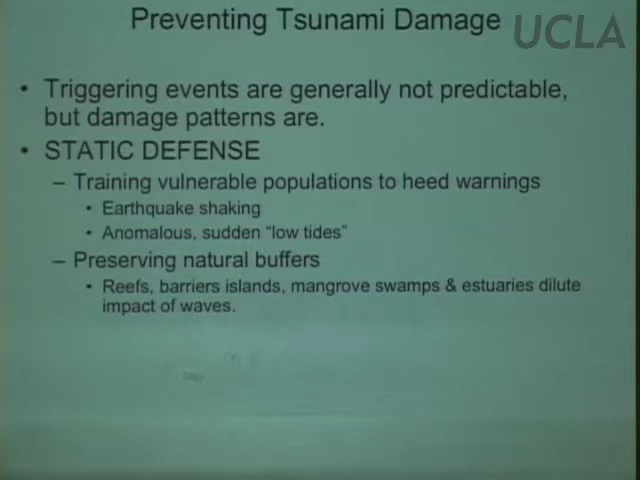 Preventing Tsunami Damage
UCLA
• Triggering events are generally not predictable,
but damage patterns are.
• STATIC DEFENSE
– Training vulnerable populations to heed warnings
• Earthquake shaking
• Anomalous, sudden “low tides”
– Preserving natural buffers
• Reefs, barriers islands, mangrove swamps & estuaries dilute
impact of waves.